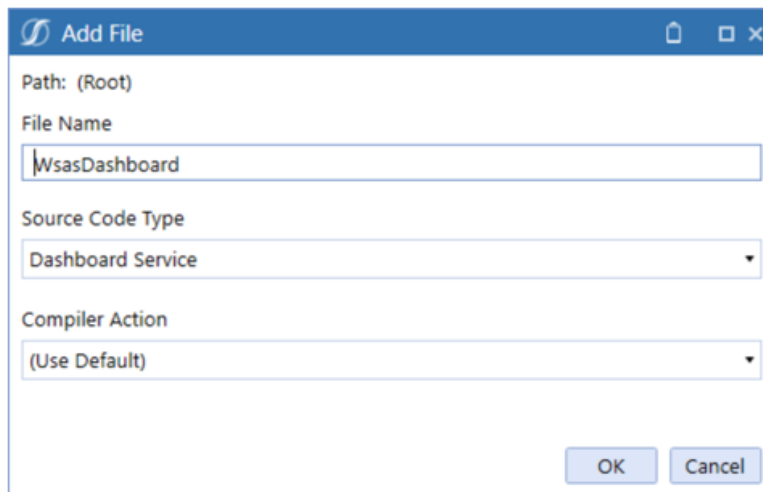 Add File
Path: (Root)
File Name
WsasDashboard
Source Code Type
Dashboard Service
Compiler Action
(Use Default)
OK Cancel